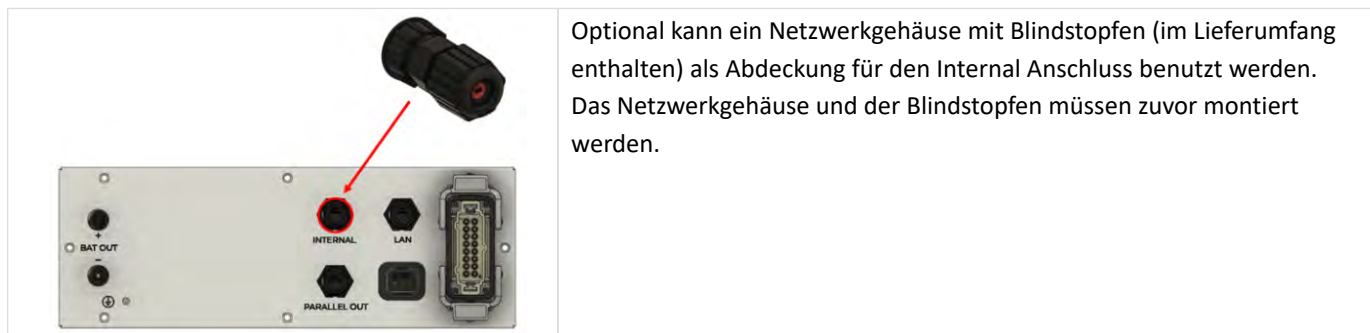 Optional kann ein Netzwerkgehäuse mit Blindstopfen (im Lieferumfang
enthalten) als Abdeckung für den Internal Anschluss benutzt werden.
Das Netzwerkgehäuse und der Blindstopfen müssen zuvor montiert
werden.
+
BAT OUT
−
INTERNAL
LAN
PARALLEL OUT